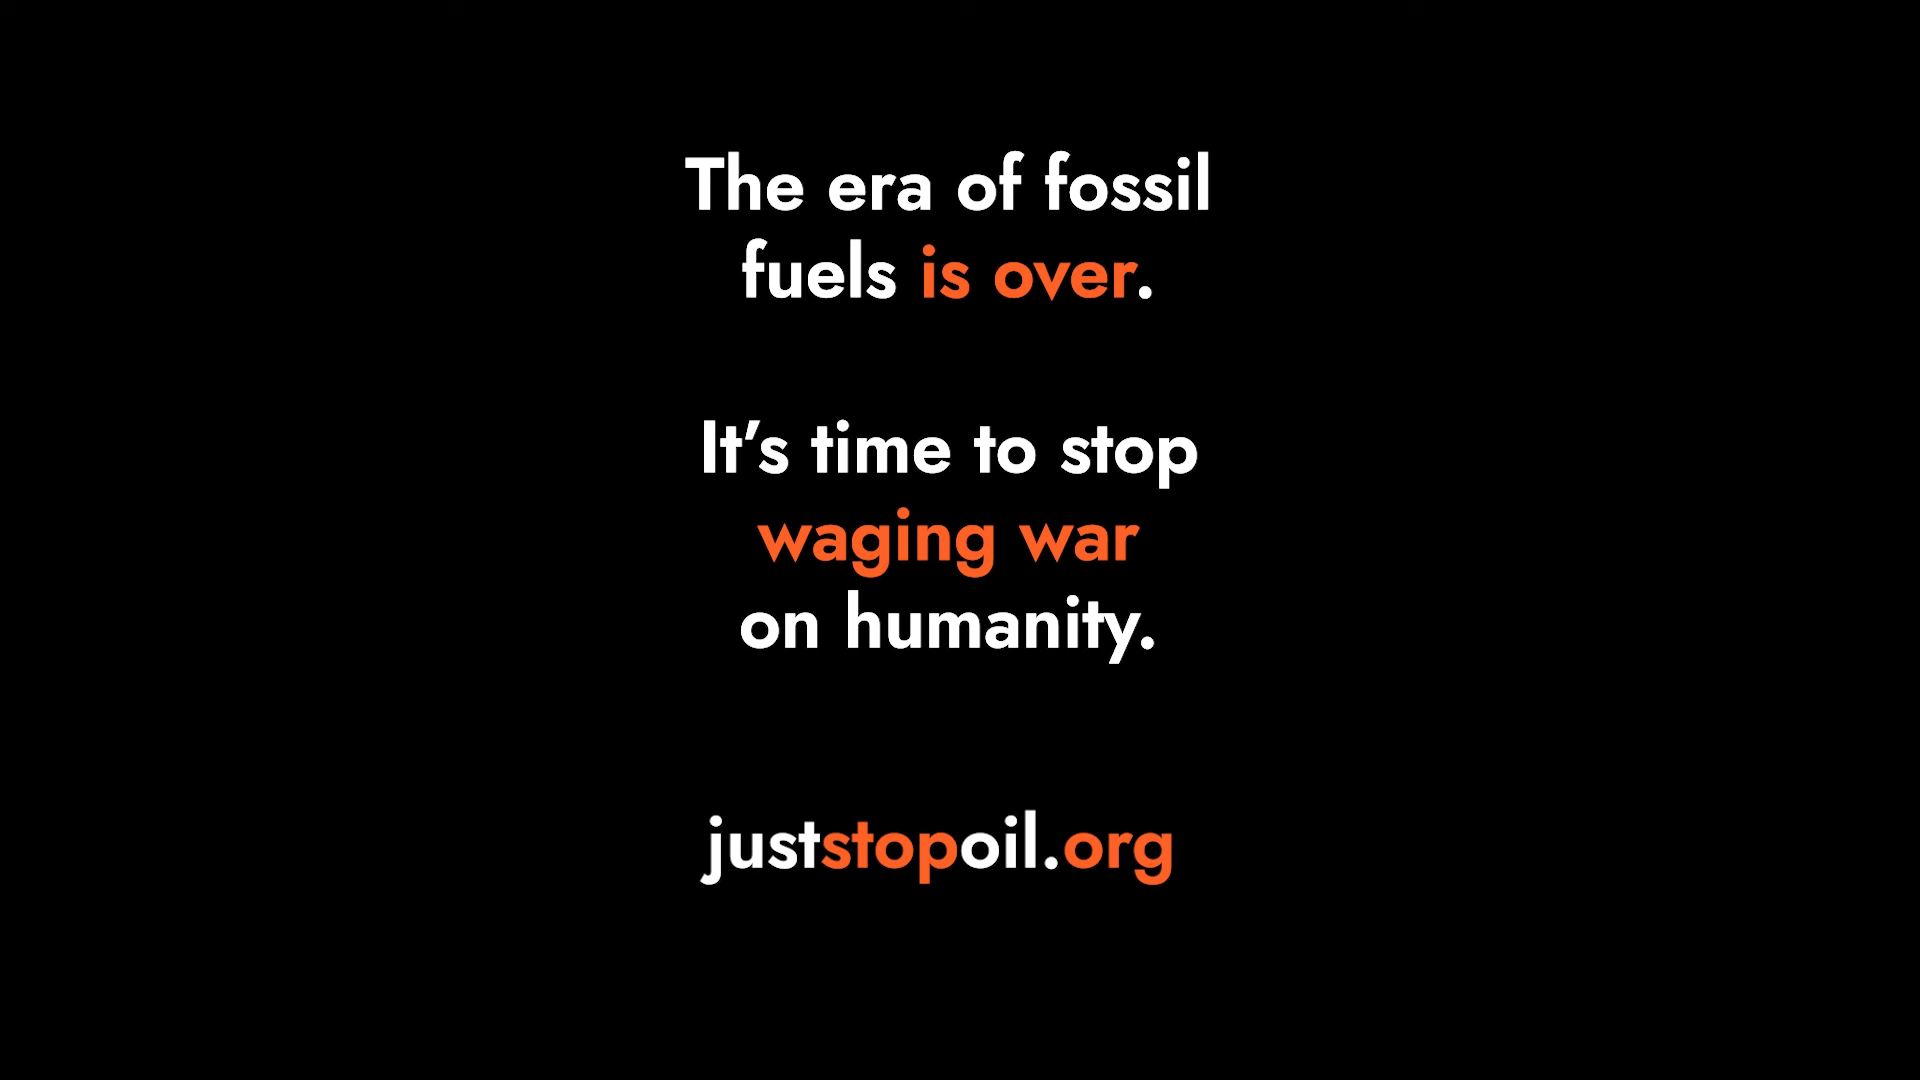 The era of fossil
fuels is over.
It’s time to stop
waging war
on humanity.
juststopoil.org